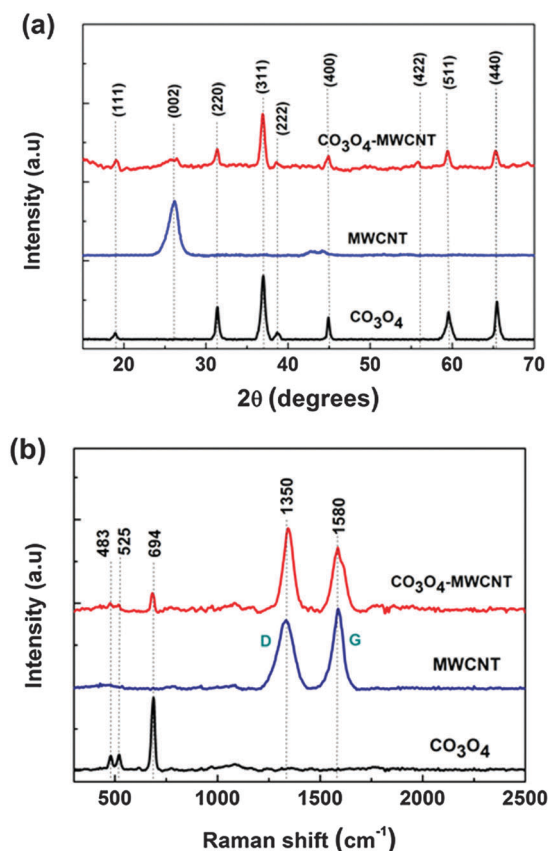 (a)
(111)
(002)
(220)
(311)
(222)
(400)
(422)
(511)
(440)
CO₃O₄-MWCNT
MWCNT
CO₃O₄
Intensity (a.u)
20 30 40 50 60 70
2θ (degrees)
(b)
483
525
694
1350
1580
CO₃O₄-MWCNT
D
G
MWCNT
CO₃O₄
Intensity (a.u)
500 1000 1500 2000 2500
Raman shift (cm⁻¹)